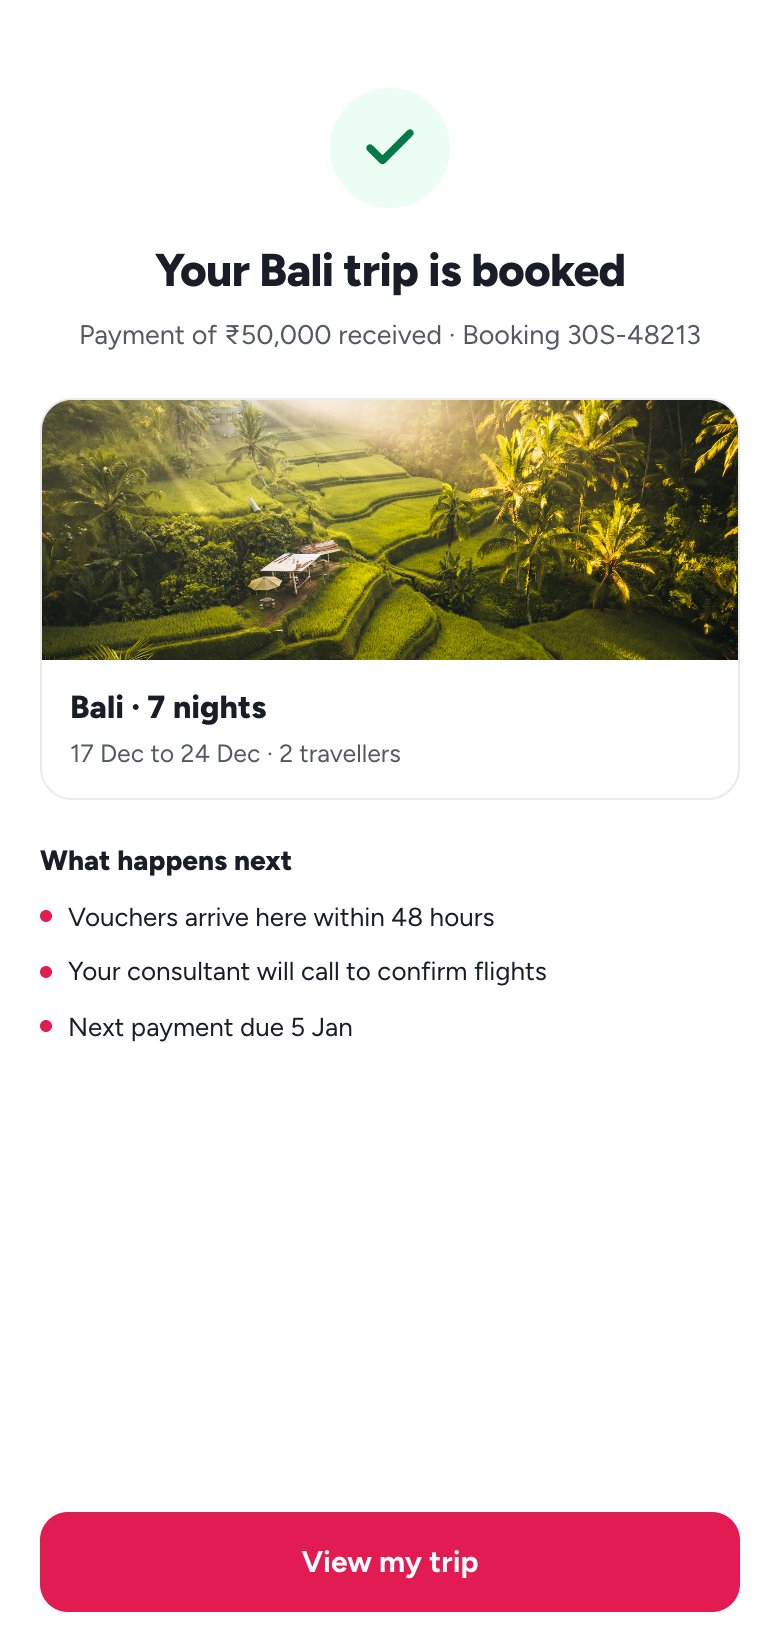 Your Bali trip is booked
Payment of ₹50,000 received · Booking 30S-48213
Bali · 7 nights
17 Dec to 24 Dec · 2 travellers
What happens next
Vouchers arrive here within 48 hours
Your consultant will call to confirm flights
Next payment due 5 Jan
View my trip